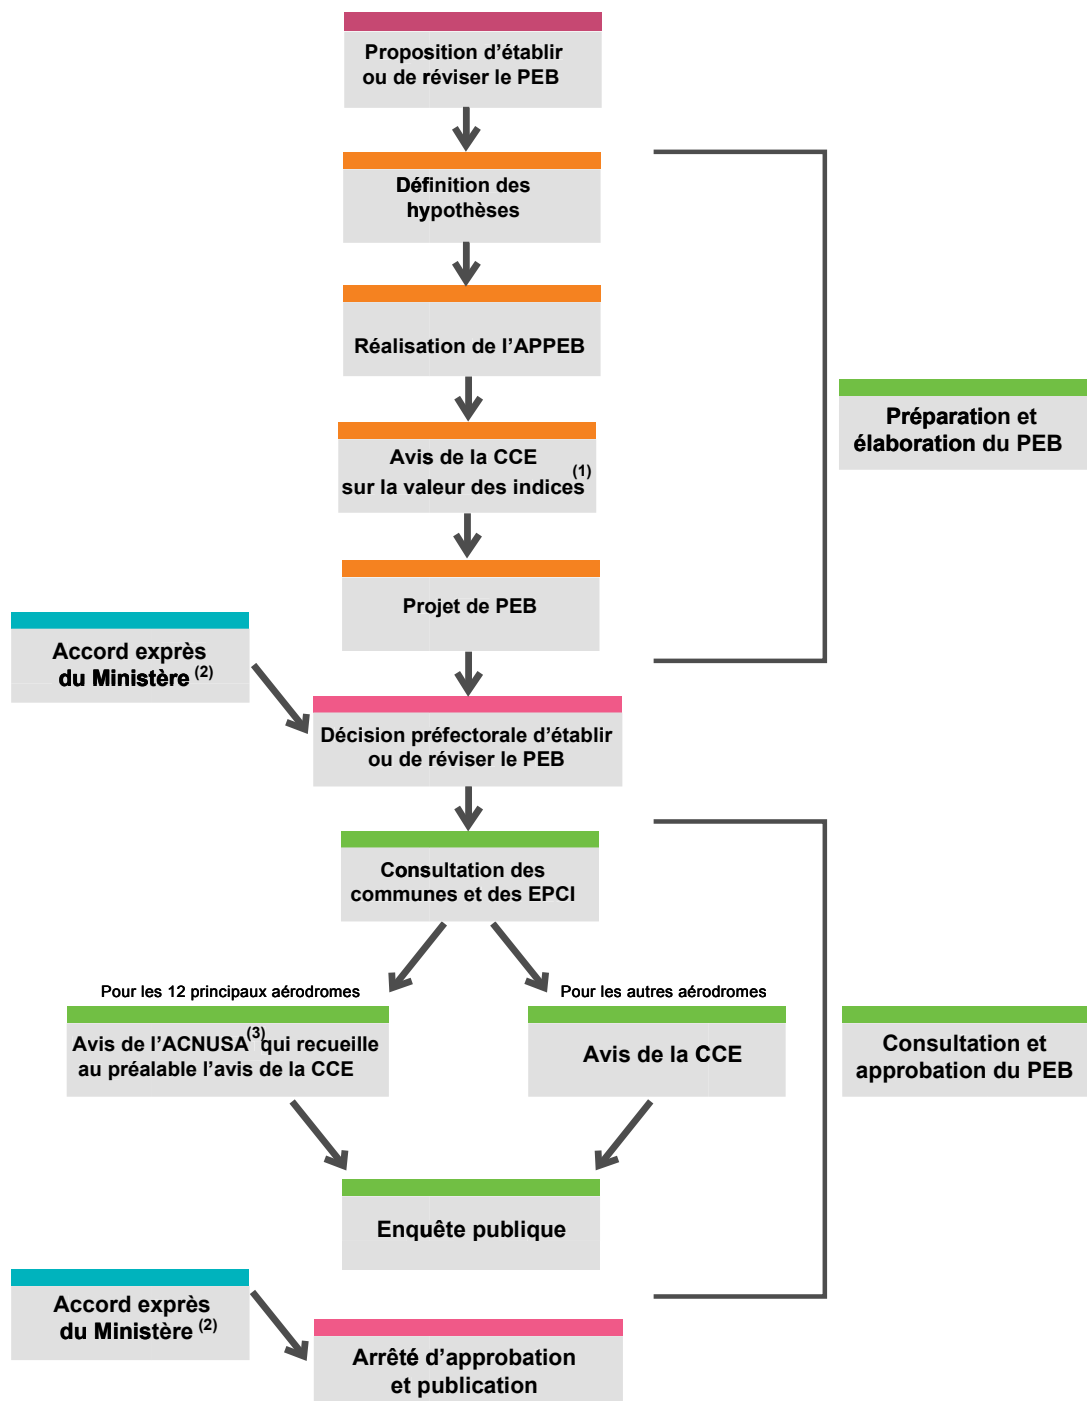 Proposition d’établir
ou de réviser le PEB
Définition des
hypothèses
Réalisation de l’APPEB
Avis de la CCE
sur la valeur des indices(1)
Préparation et
élaboration du PEB
Projet de PEB
Accord exprès
du Ministère (2)
Décision préfectorale d’établir
ou de réviser le PEB
Consultation des
communes et des EPCI
Pour les 12 principaux aérodromes
Avis de l’ACNUSA(3) qui recueille
au préalable l’avis de la CCE
Pour les autres aérodromes
Avis de la CCE
Consultation et
approbation du PEB
Enquête publique
Accord exprès
du Ministère (2)
Arrêté d’approbation
et publication